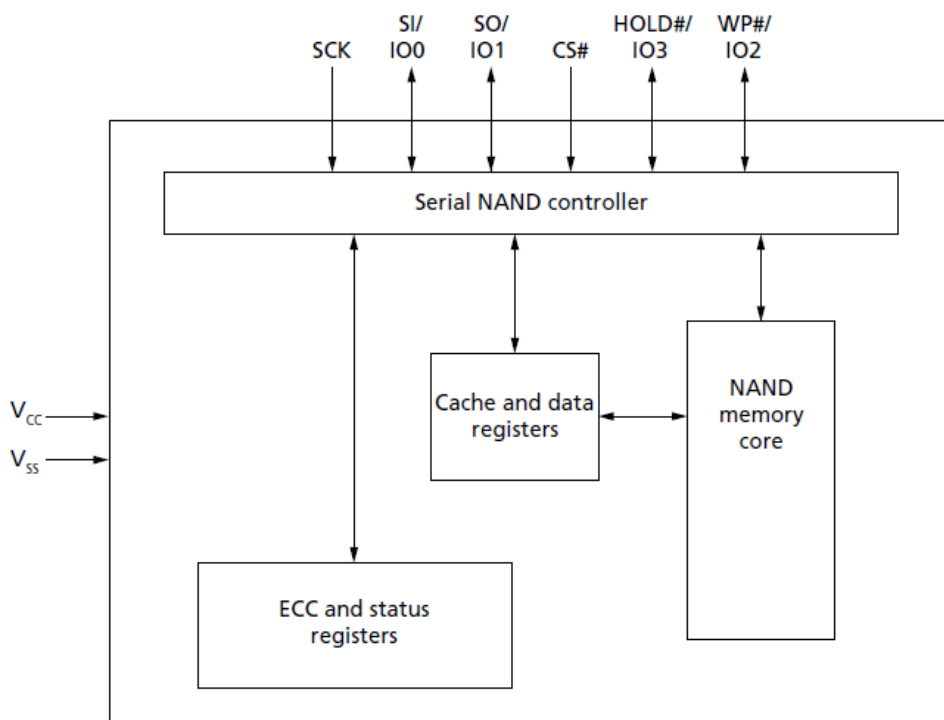 SCK
SI/
IO0
SO/
IO1
CS#
HOLD#/
IO3
WP#/
IO2
Serial NAND controller
Cache and data
registers
NAND
memory
core
VCC
VSS
ECC and status
registers